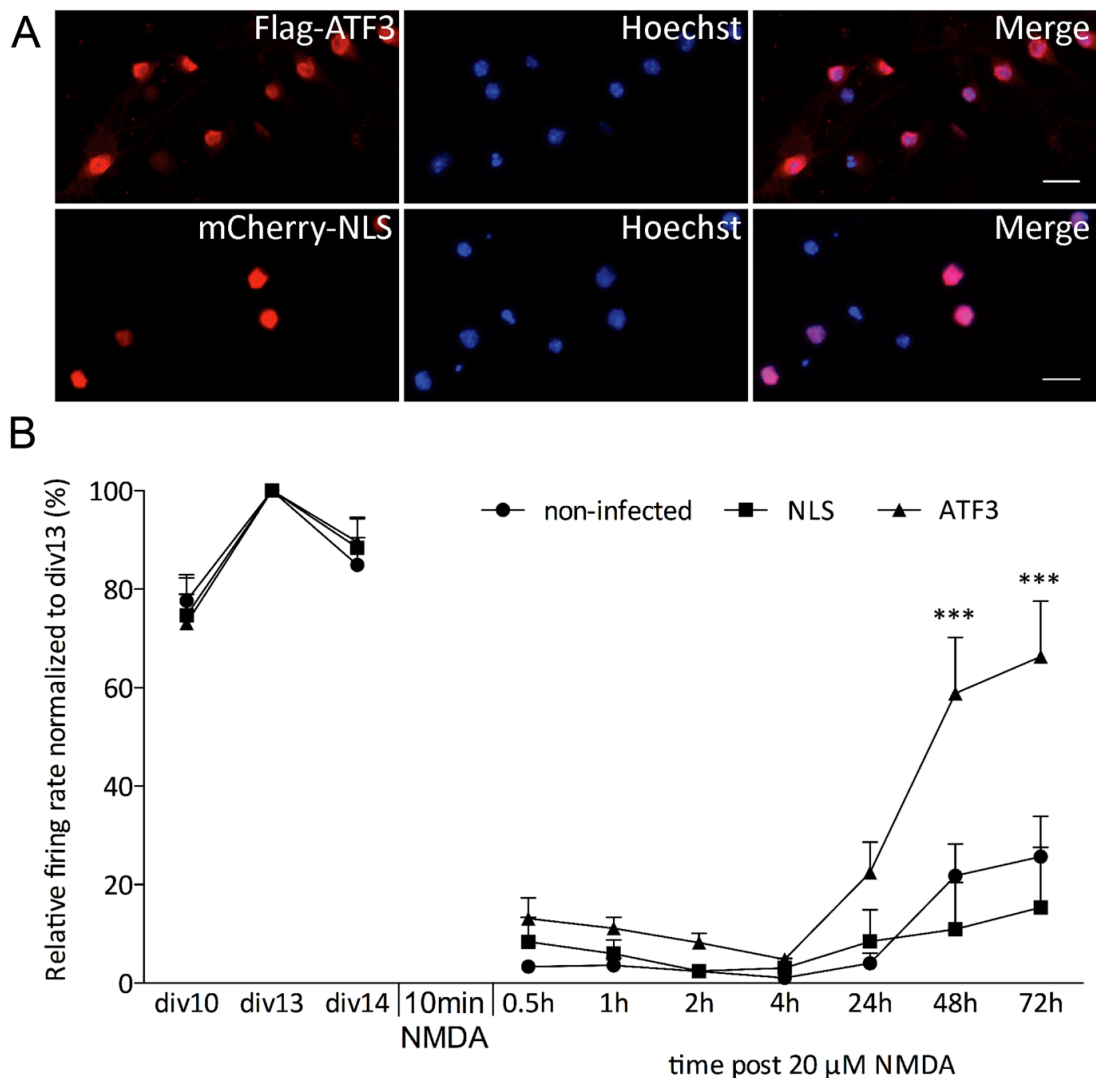 A
Flag-ATF3 Hoechst Merge
mCherry-NLS Hoechst Merge
B
Relative firing rate normalized to div13 (%)
100
80
60
40
20
0
non-infected NLS ATF3
*** ***
div10 div13 div14 10min 0.5h 1h 2h 4h 24h 48h 72h
NMDA
time post 20 µM NMDA